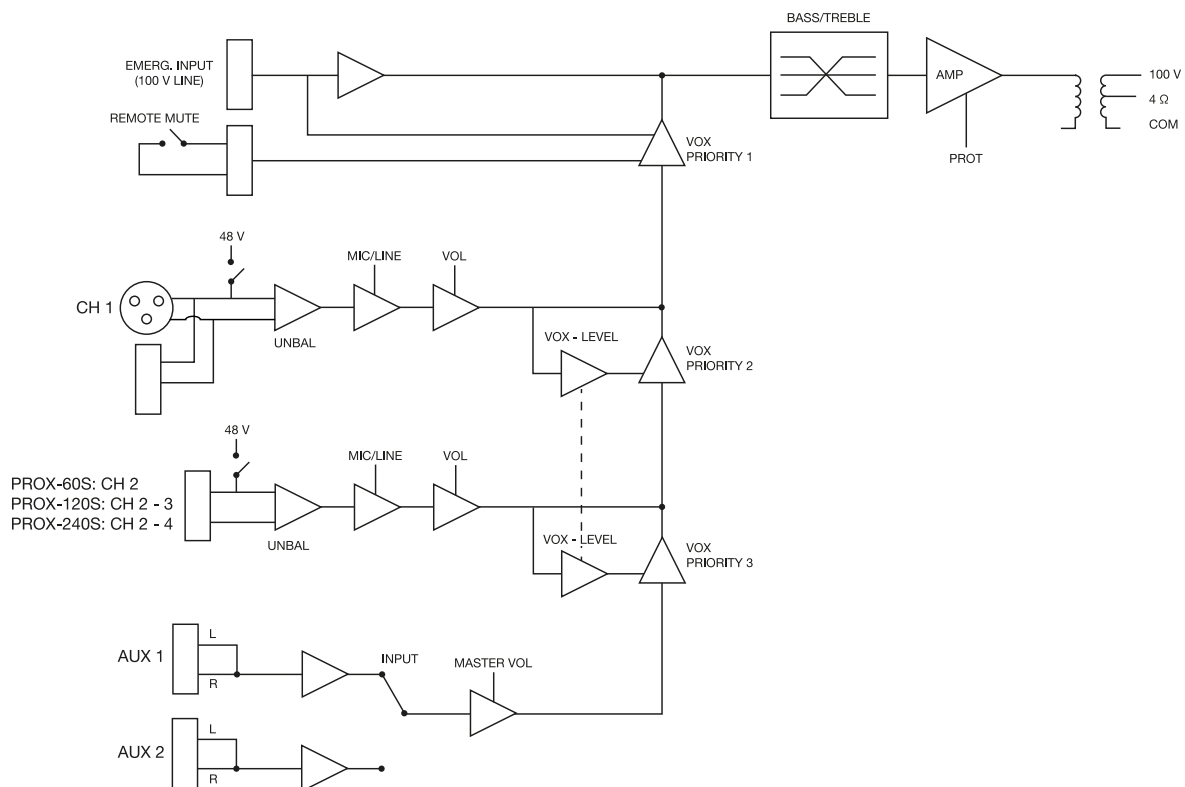 BASS/TREBLE
EMERG. INPUT
(100 V LINE)
AMP
100 V
4 Ω
COM
REMOTE MUTE
VOX
PRIORITY 1
PROT
48 V
MIC/LINE
VOL
CH 1
UNBAL
VOX - LEVEL
VOX
PRIORITY 2
48 V
MIC/LINE
VOL
PROX-60S: CH 2
PROX-120S: CH 2 - 3
PROX-240S: CH 2 - 4
UNBAL
VOX - LEVEL
VOX
PRIORITY 3
L
AUX 1
R
INPUT
MASTER VOL
L
AUX 2
R